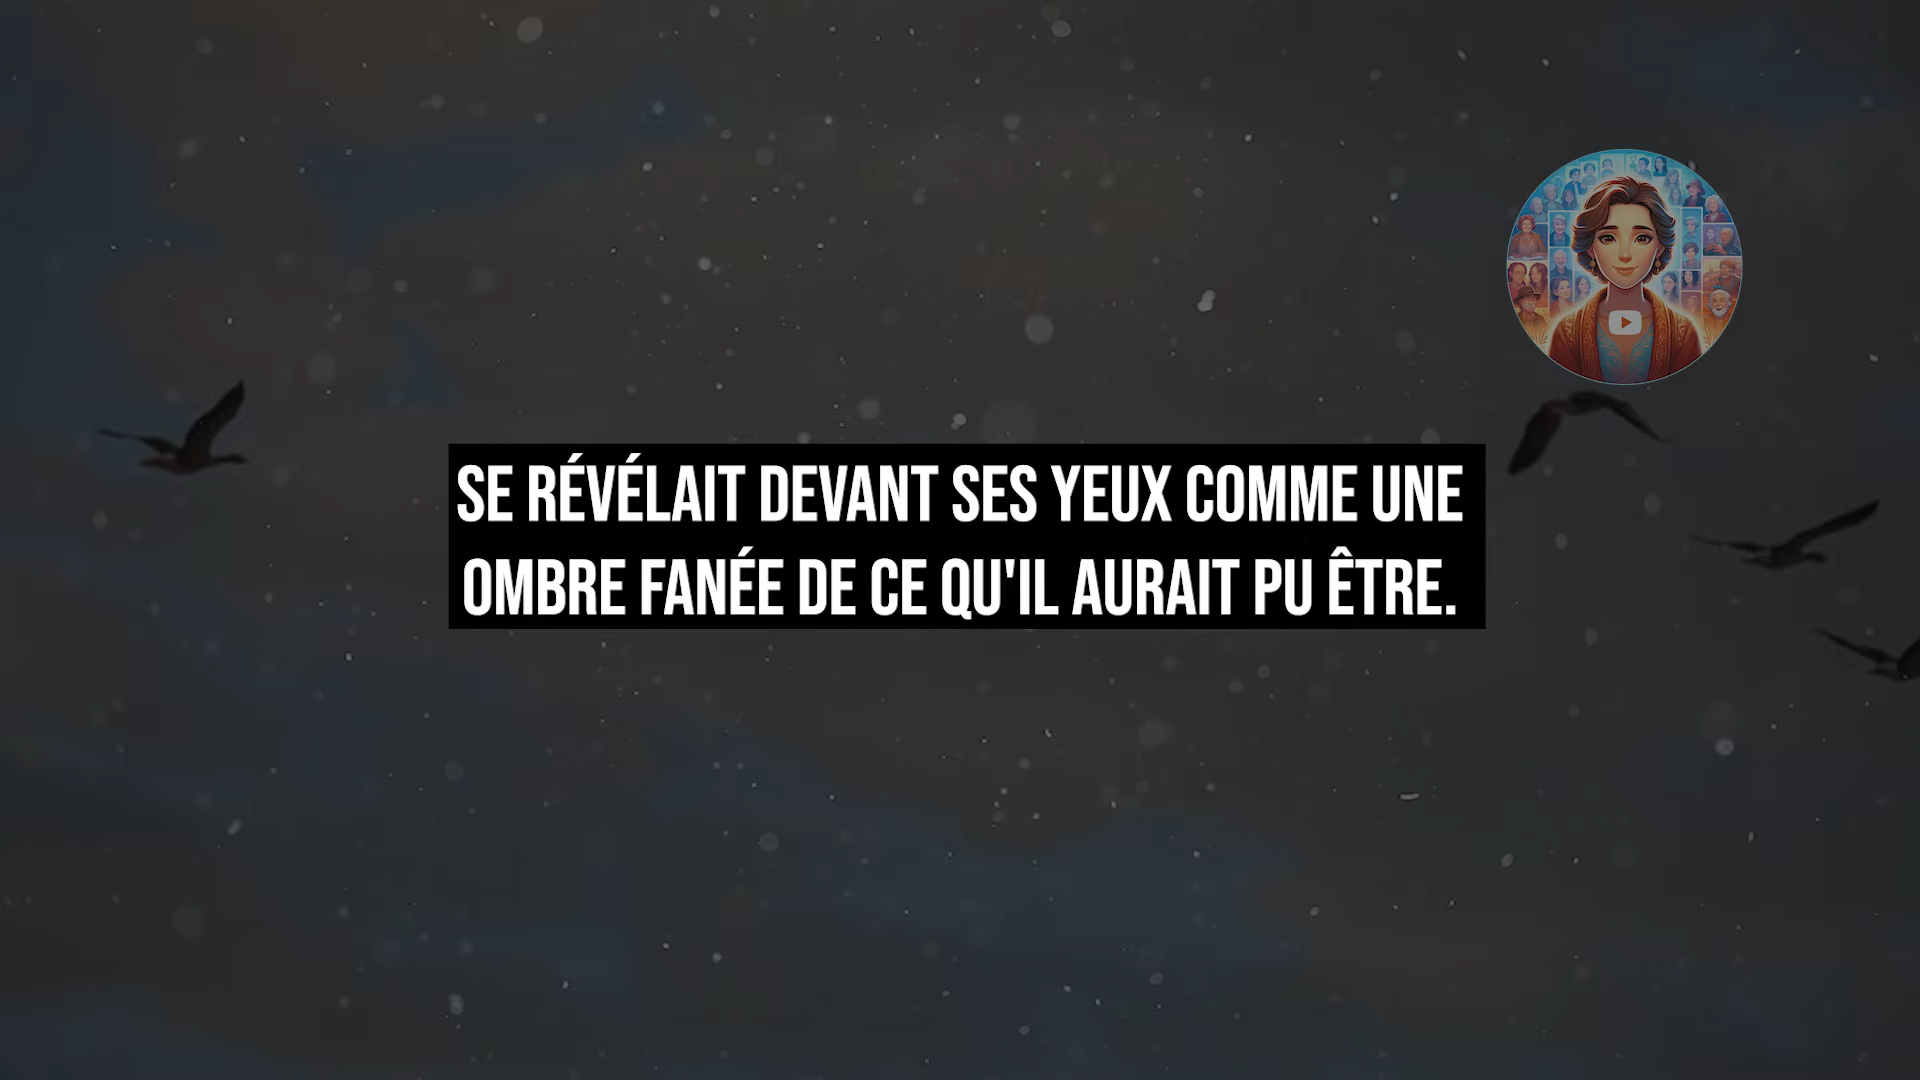 SE RÉVÉLAIT DEVANT SES YEUX COMME UNE
OMBRE FANÉE DE CE QU'IL AURAIT PU ÊTRE.